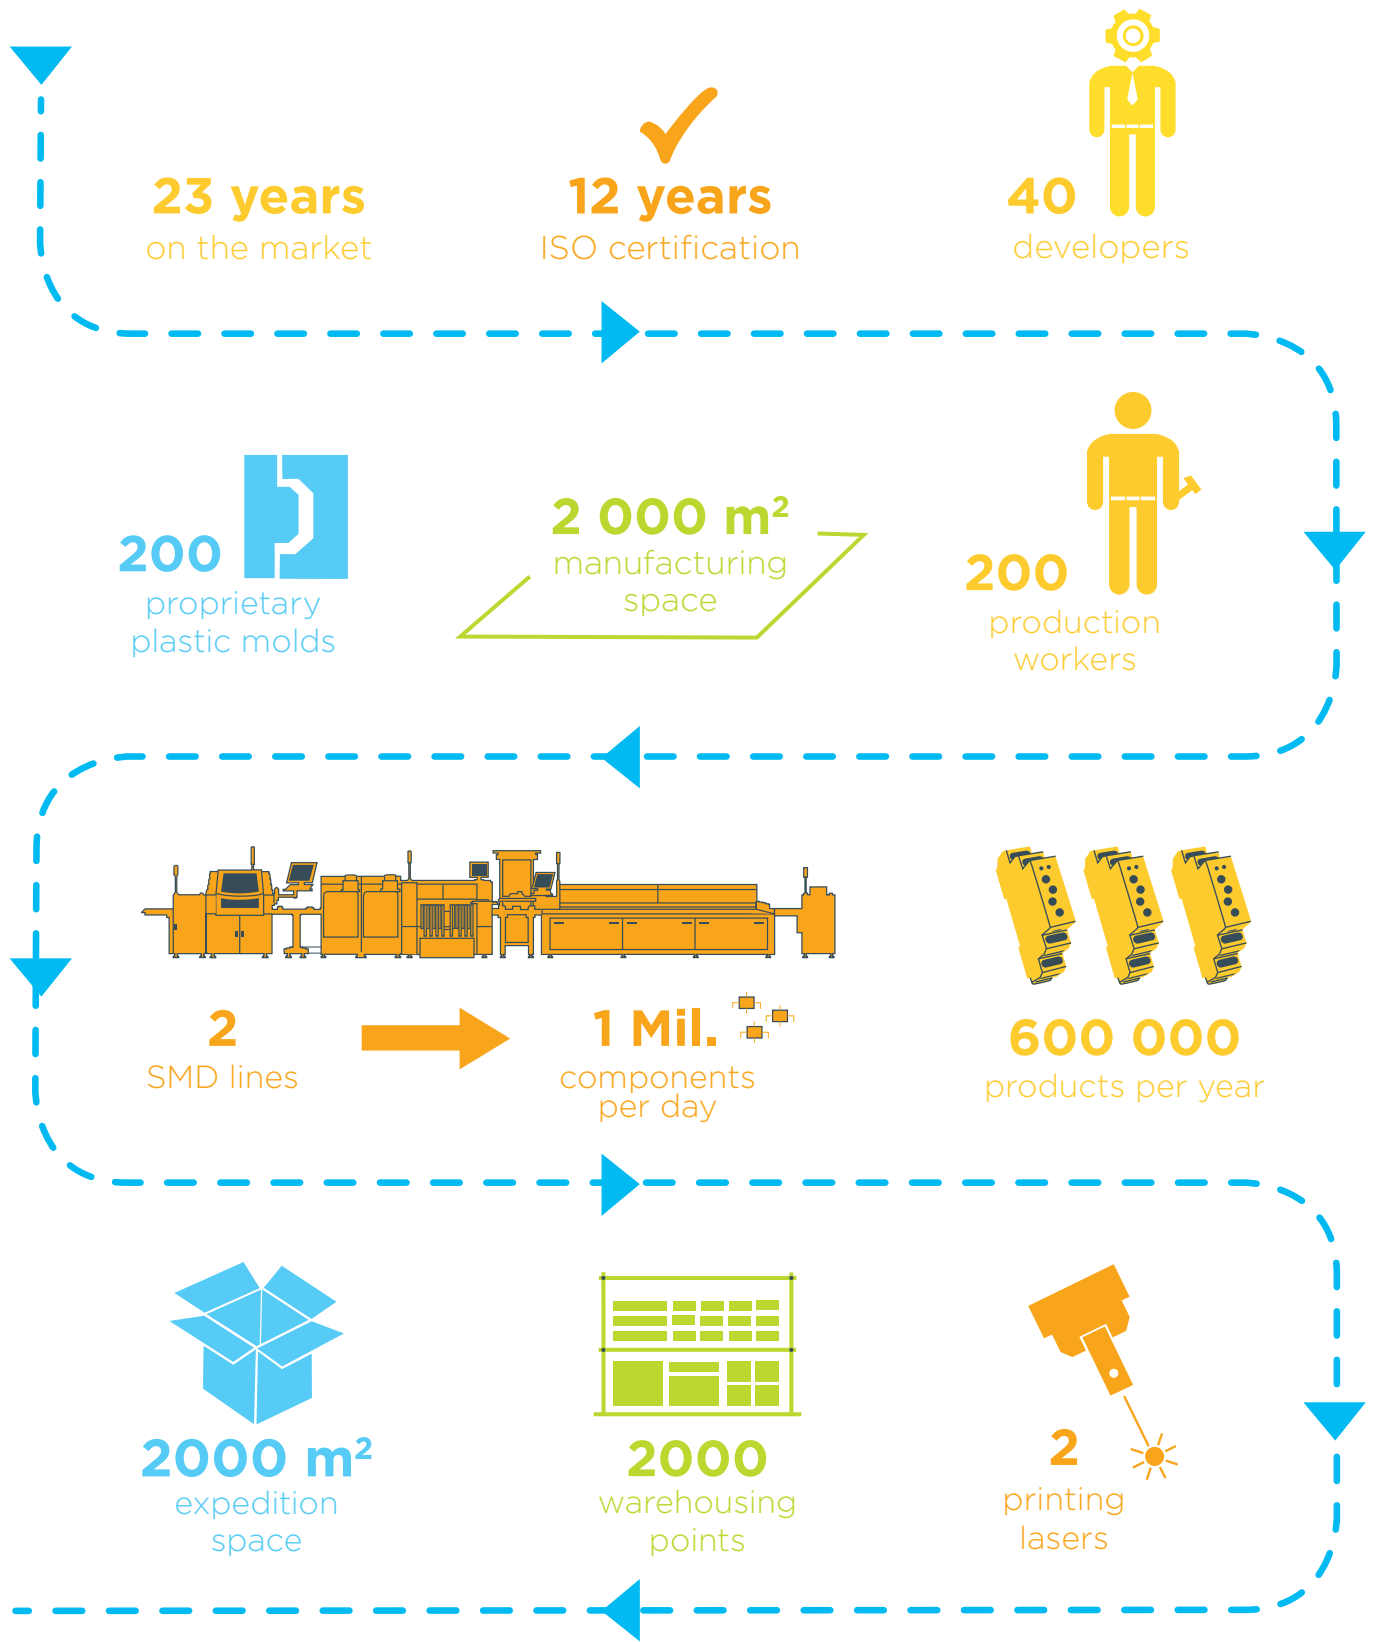 23 years
on the market
12 years
ISO certification
40
developers
200
proprietary
plastic molds
2 000 m²
manufacturing
space
200
production
workers
2
SMD lines
1 Mil.
components
per day
600 000
products per year
2000 m²
expedition
space
2000
warehousing
points
2
printing
lasers